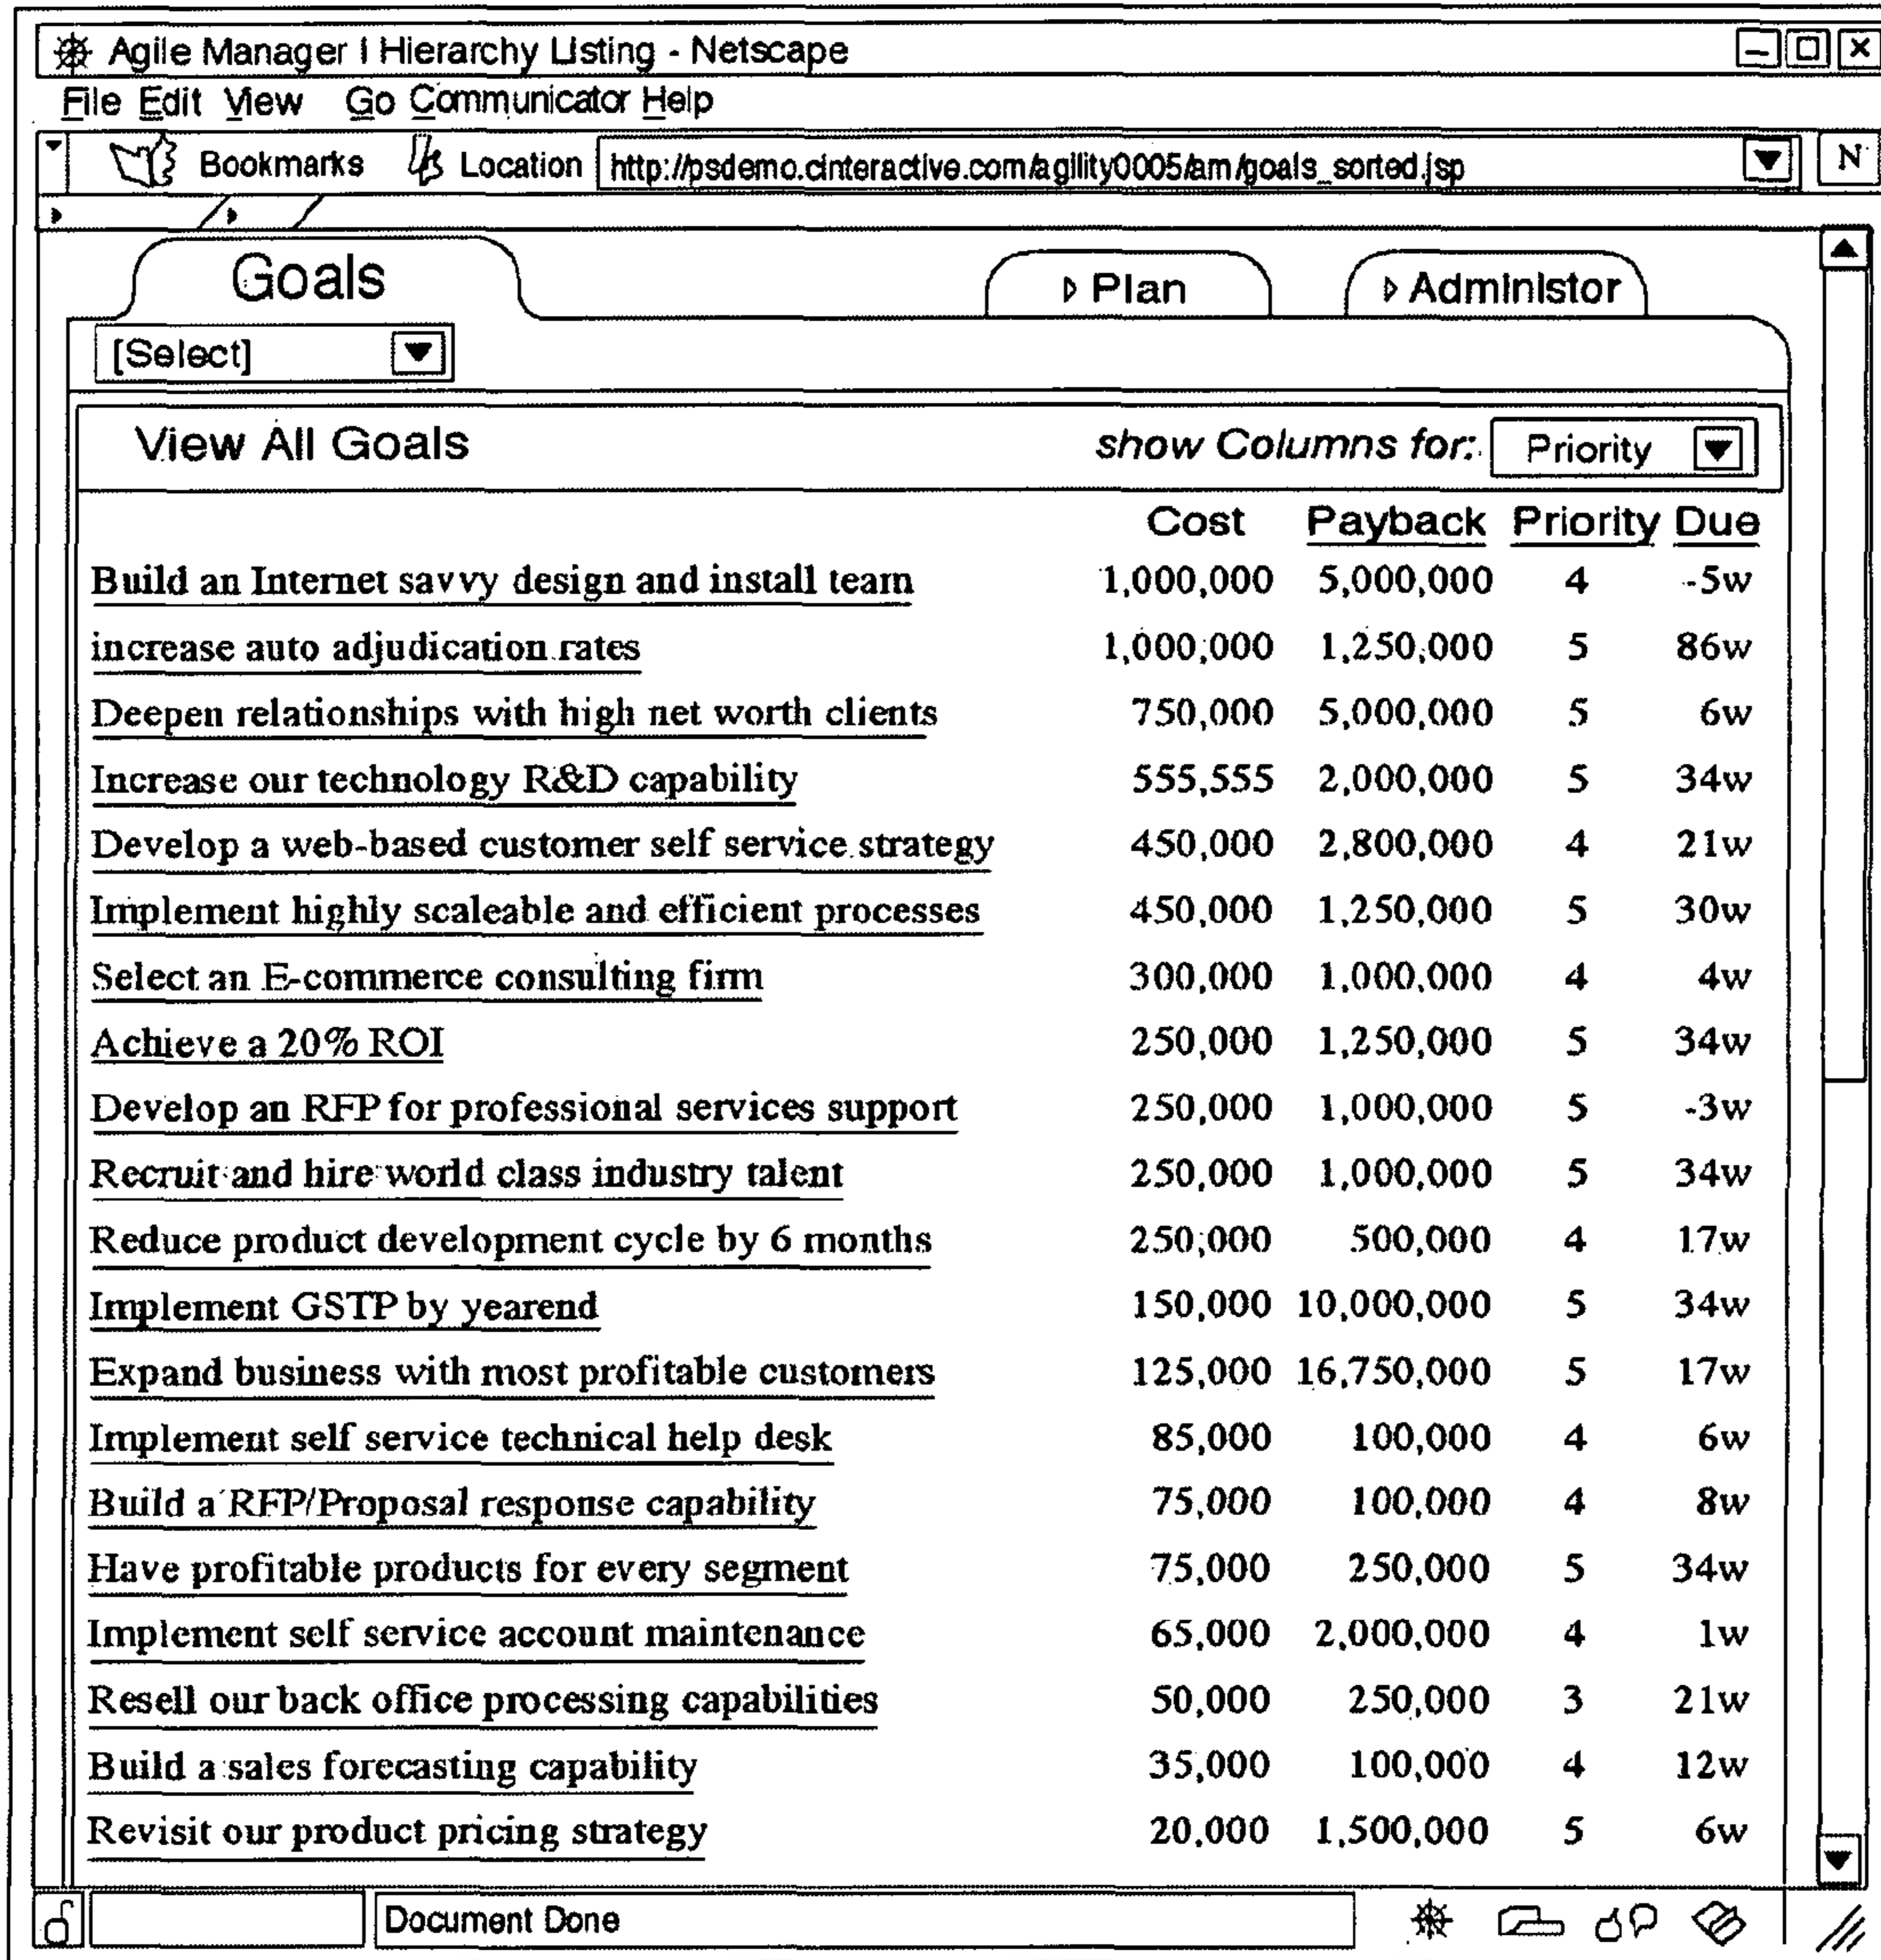 Agile Manager I Hierarchy Listing - Netscape
File Edit View Go Communicator Help
Bookmarks Location http://psdemo.cinteractive.com/agility0005/am/goals_sorted.jsp N
Goals Plan Administor
[Select]
View All Goals show Columns for: Priority
Cost Payback Priority Due
Build an Internet savvy design and install team 1,000,000 5,000,000 4 -5w
increase auto adjudication rates 1,000,000 1,250,000 5 86w
Deepen relationships with high net worth clients 750,000 5,000,000 5 6w
Increase our technology R&D capability 555,555 2,000,000 5 34w
Develop a web-based customer self service strategy 450,000 2,800,000 4 21w
Implement highly scaleable and efficient processes 450,000 1,250,000 5 30w
Select an E-commerce consulting firm 300,000 1,000,000 4 4w
Achieve a 20% ROI 250,000 1,250,000 5 34w
Develop an RFP for professional services support 250,000 1,000,000 5 -3w
Recruit and hire world class industry talent 250,000 1,000,000 5 34w
Reduce product development cycle by 6 months 250,000 500,000 4 17w
Implement GSTP by yearend 150,000 10,000,000 5 34w
Expand business with most profitable customers 125,000 16,750,000 5 17w
Implement self service technical help desk 85,000 100,000 4 6w
Build a RFP/Proposal response capability 75,000 100,000 4 8w
Have profitable products for every segment 75,000 250,000 5 34w
Implement self service account maintenance 65,000 2,000,000 4 1w
Resell our back office processing capabilities 50,000 250,000 3 21w
Build a sales forecasting capability 35,000 100,000 4 12w
Revisit our product pricing strategy 20,000 1,500,000 5 6w
Document Done